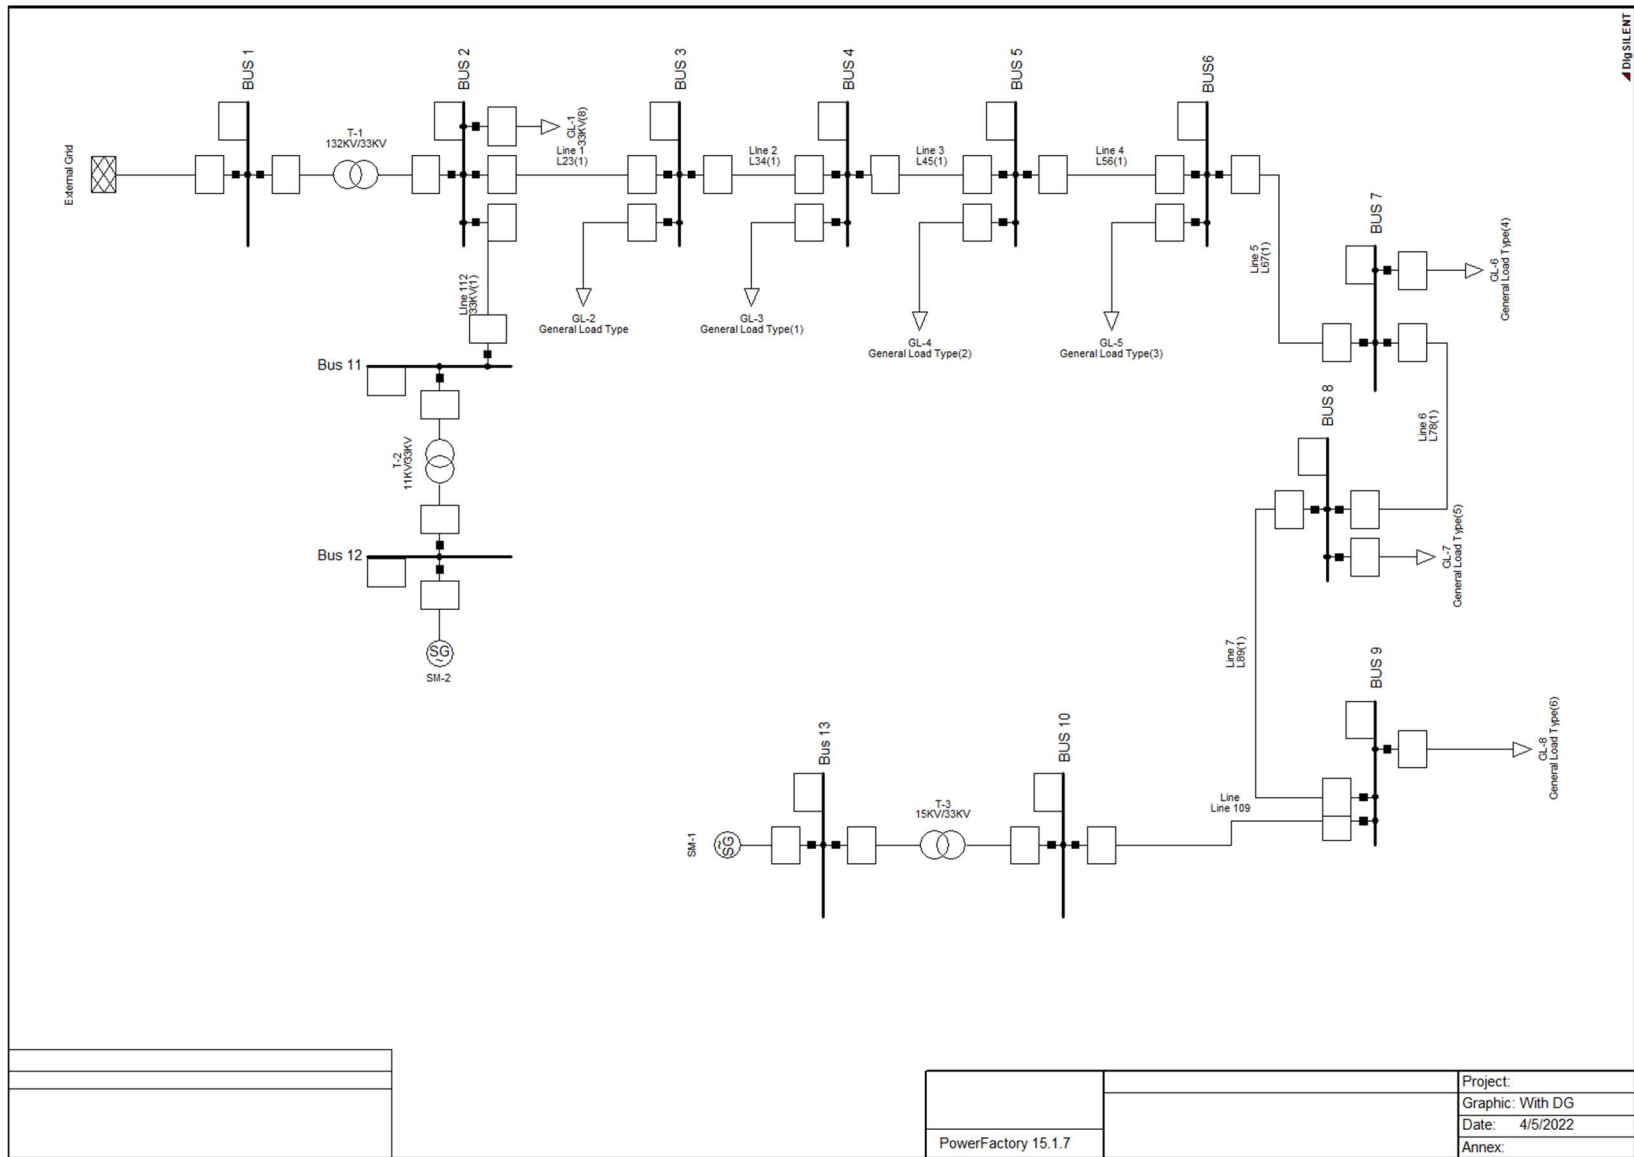 DIgSILENT
BUS 1
BUS 2
BUS 3
BUS 4
BUS 5
BUS6
External Grid
T-1
132KV/33KV
GL-1
33KV(8)
Line 1
L23(1)
LIne 2
L34(1)
Line 3
L45(1)
Line 4
L56(1)
BUS 7
Line 5
L67(1)
GL-6
General Load Type(4)
LIne 112
33KV(1)
GL-2
General Load Type
GL-3
General Load Type(1)
GL-4
General Load Type(2)
GL-5
General Load Type(3)
Bus 11
BUS 8
Line 6
L78(1)
T-2
11KV/33KV
GL-7
General Load Type(5)
Bus 12
SG
~
SM-2
Line 7
L89(1)
BUS 9
Bus 13
BUS 10
GL-8
General Load Type(6)
SM-1
SG
~
T-3
15KV/33KV
Line
Line 109
PowerFactory 15.1.7
Project:
Graphic: With DG
Date: 4/5/2022
Annex: